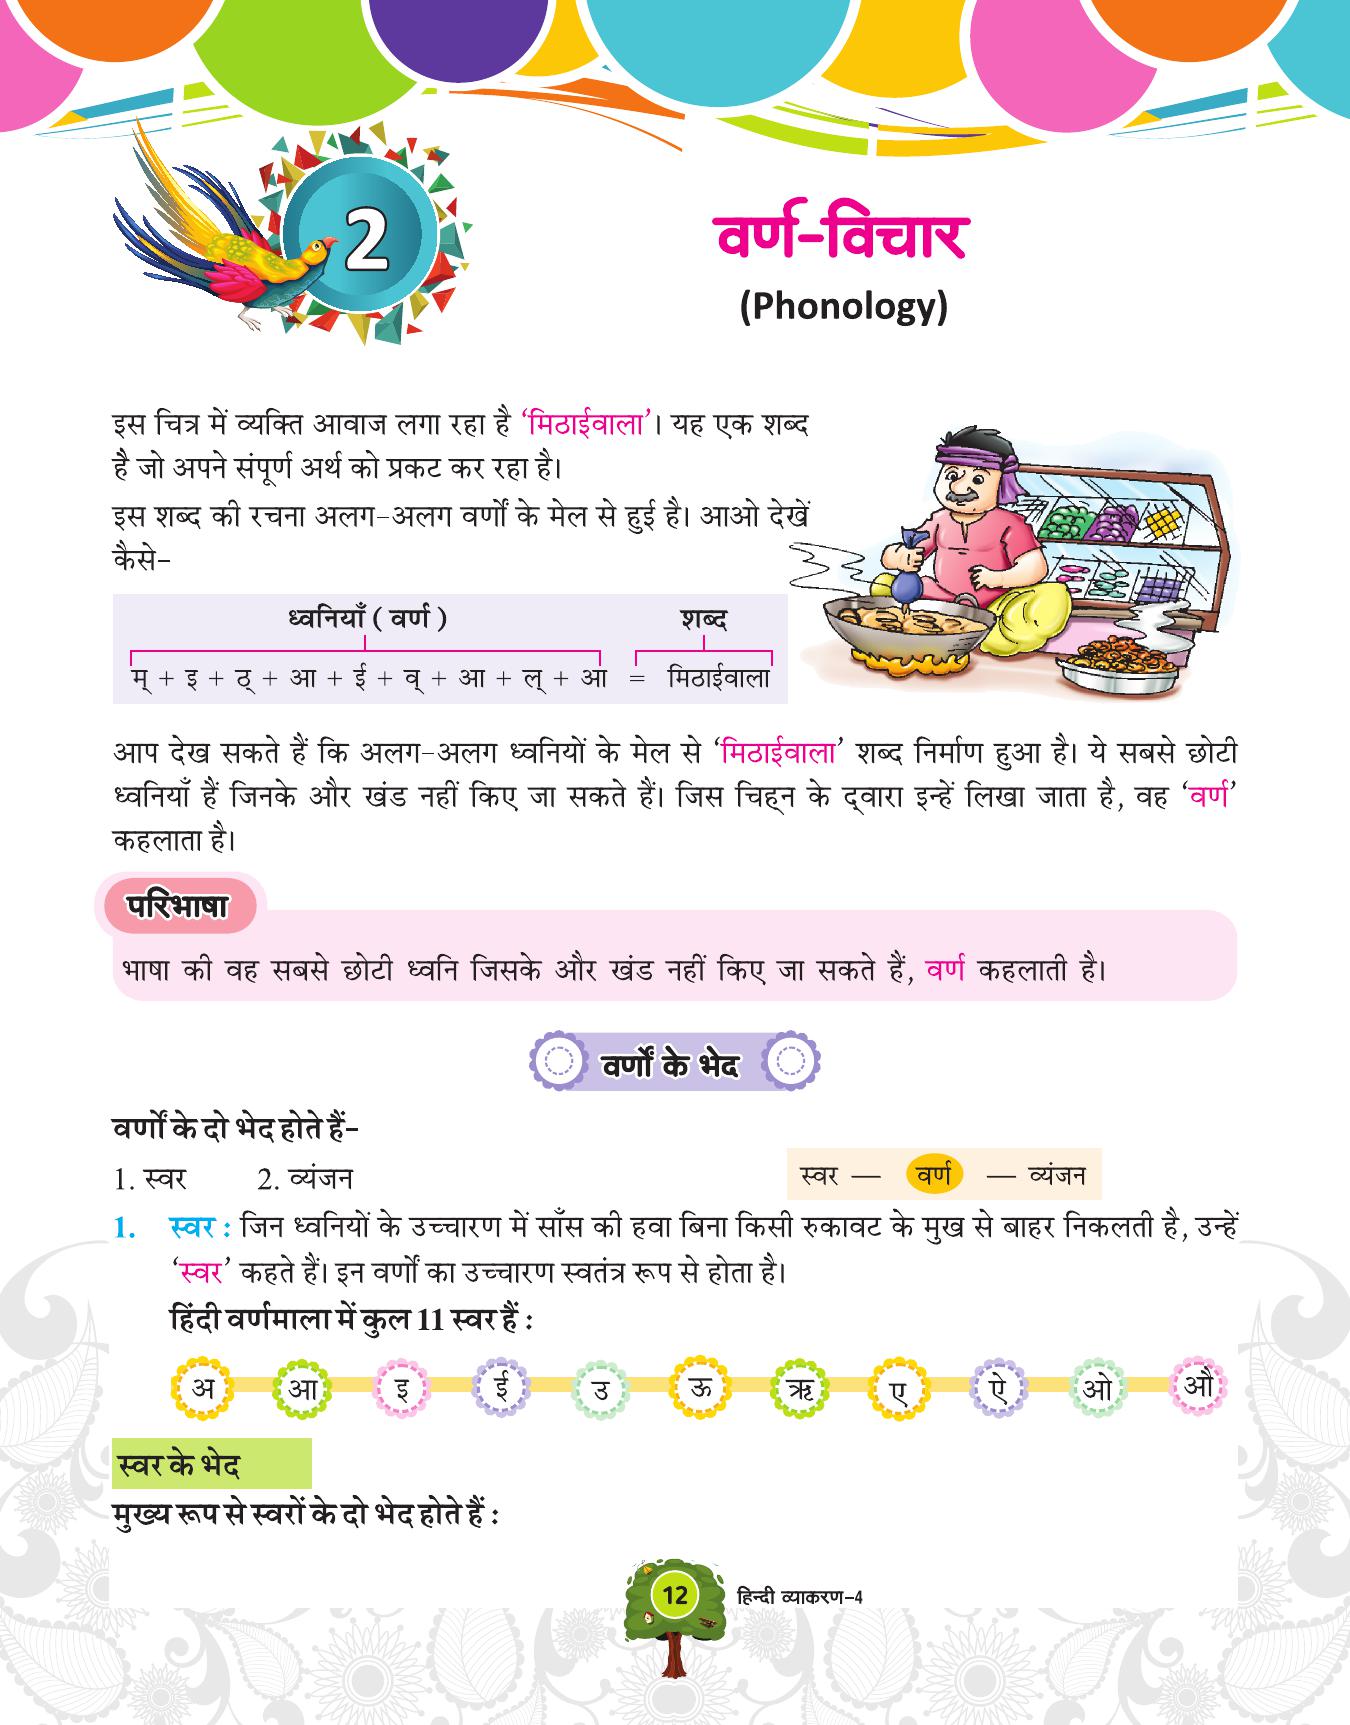 2
वर्ण-विचार
(Phonology)
इस चित्र में व्यक्ति आवाज लगा रहा है ‘मिठाईवाला’। यह एक शब्द
है जो अपने संपूर्ण अर्थ को प्रकट कर रहा है।
इस शब्द की रचना अलग-अलग वर्णों के मेल से हुई है। आओ देखें
कैसे-
ध्वनियाँ ( वर्ण ) शब्द
म् + इ + ठ् + आ + ई + व् + आ + ल् + आ = मिठाईवाला
आप देख सकते हैं कि अलग-अलग ध्वनियों के मेल से ‘मिठाईवाला’ शब्द निर्माण हुआ है। ये सबसे छोटी
ध्वनियाँ हैं जिनके और खंड नहीं किए जा सकते हैं। जिस चिह्न के द्वारा इन्हें लिखा जाता है, वह ‘वर्ण’
कहलाता है।
परिभाषा
भाषा की वह सबसे छोटी ध्वनि जिसके और खंड नहीं किए जा सकते हैं, वर्ण कहलाती है।
वर्णों के भेद
वर्णों के दो भेद होते हैं-
1. स्वर 2. व्यंजन
स्वर — वर्ण — व्यंजन
1. स्वर : जिन ध्वनियों के उच्चारण में साँस की हवा बिना किसी रुकावट के मुख से बाहर निकलती है, उन्हें
‘स्वर’ कहते हैं। इन वर्णों का उच्चारण स्वतंत्र रूप से होता है।
हिंदी वर्णमाला में कुल 11 स्वर हैं :
अ आ इ ई उ ऊ ऋ ए ऐ ओ औ
स्वर के भेद
मुख्य रूप से स्वरों के दो भेद होते हैं :
12 हिन्दी व्याकरण-4